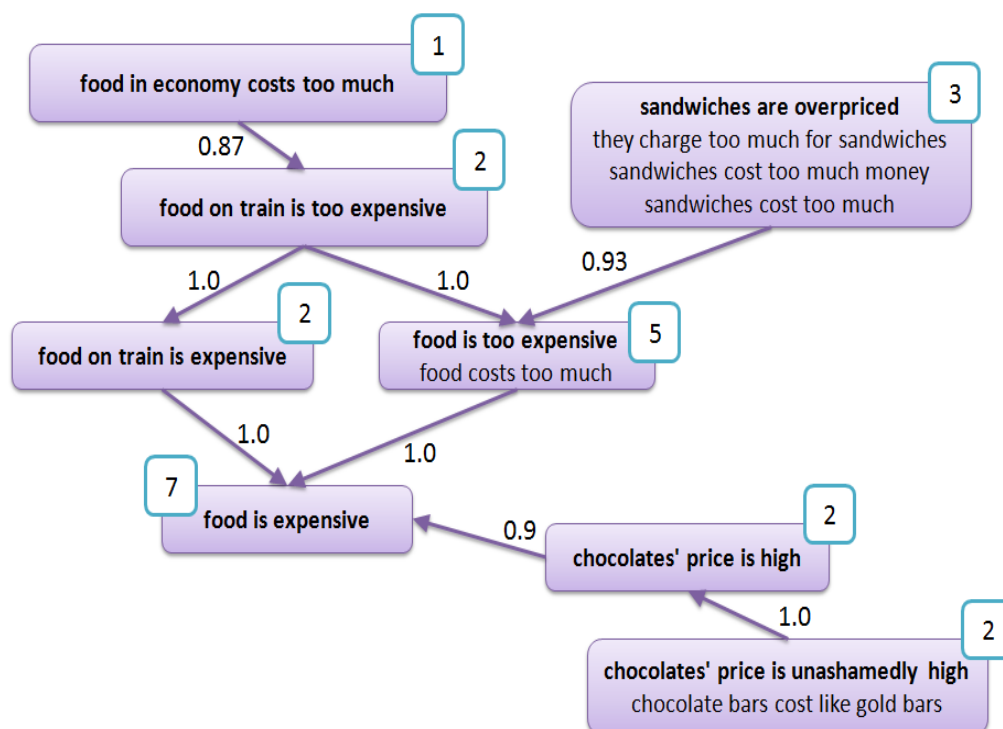 1
food in economy costs too much
3
sandwiches are overpriced
they charge too much for sandwiches
sandwiches cost too much money
sandwiches cost too much
0.87
2
food on train is too expensive
1.0
1.0
0.93
2
food on train is expensive
5
food is too expensive
food costs too much
1.0
1.0
7
food is expensive
0.9
2
chocolates' price is high
1.0
2
chocolates' price is unashamedly high
chocolate bars cost like gold bars